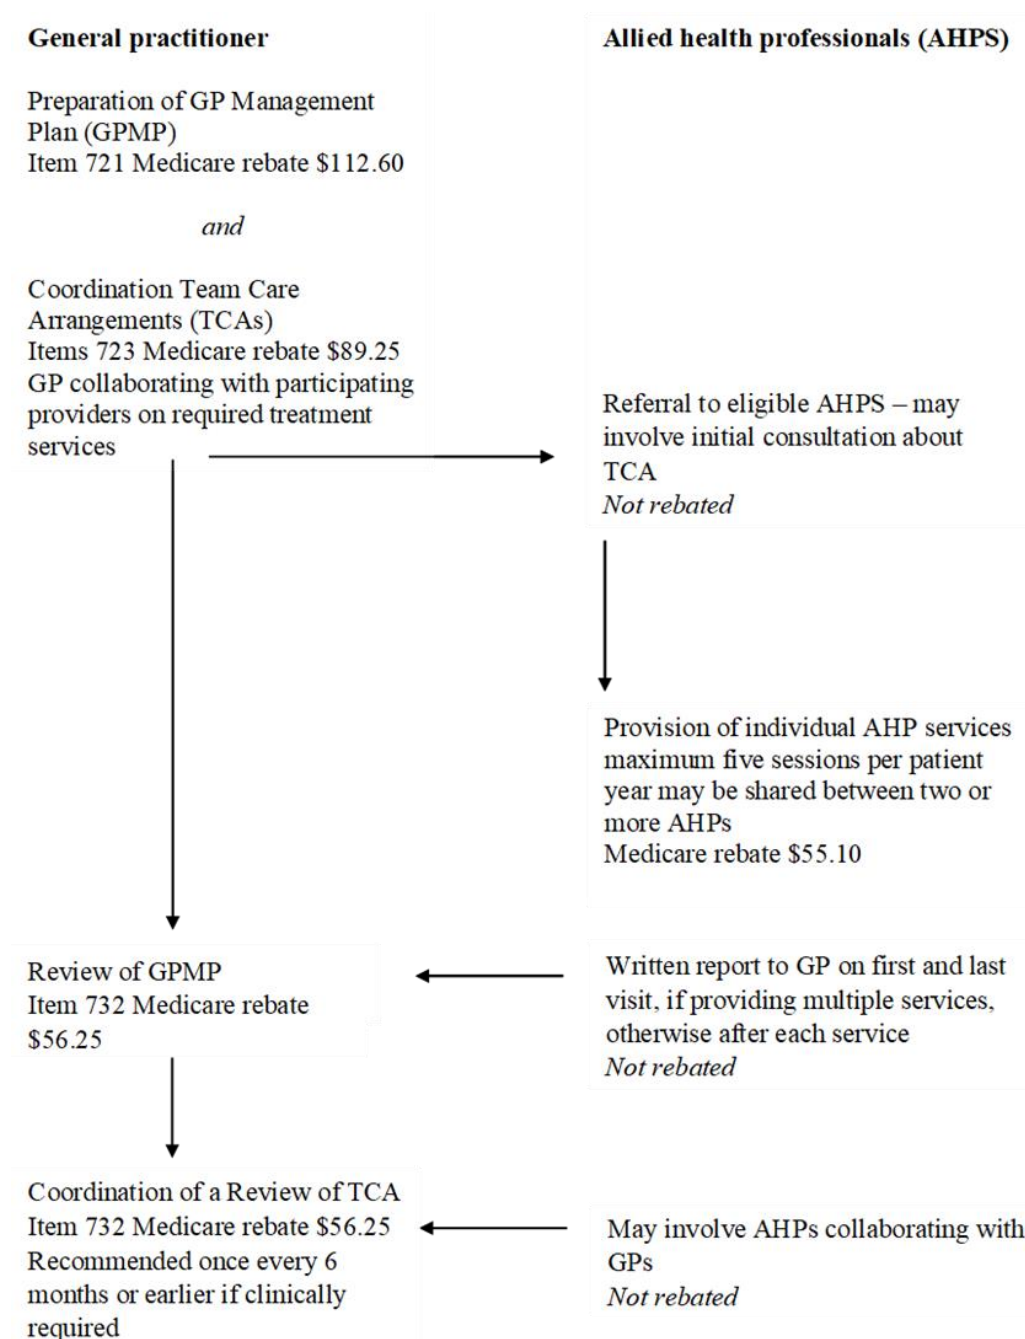 General practitioner
Preparation of GP Management
Plan (GPMP)
Item 721 Medicare rebate $112.60
and
Coordination Team Care
Arrangements (TCAs)
Items 723 Medicare rebate $89.25
GP collaborating with participating
providers on required treatment
services
Allied health professionals (AHPS)
Referral to eligible AHPS – may
involve initial consultation about
TCA
Not rebated
Provision of individual AHP services
maximum five sessions per patient
year may be shared between two or
more AHPs
Medicare rebate $55.10
Review of GPMP
Item 732 Medicare rebate
$56.25
Written report to GP on first and last
visit, if providing multiple services,
otherwise after each service
Not rebated
Coordination of a Review of TCA
Item 732 Medicare rebate $56.25
Recommended once every 6
months or earlier if clinically
required
May involve AHPs collaborating with
GPs
Not rebated